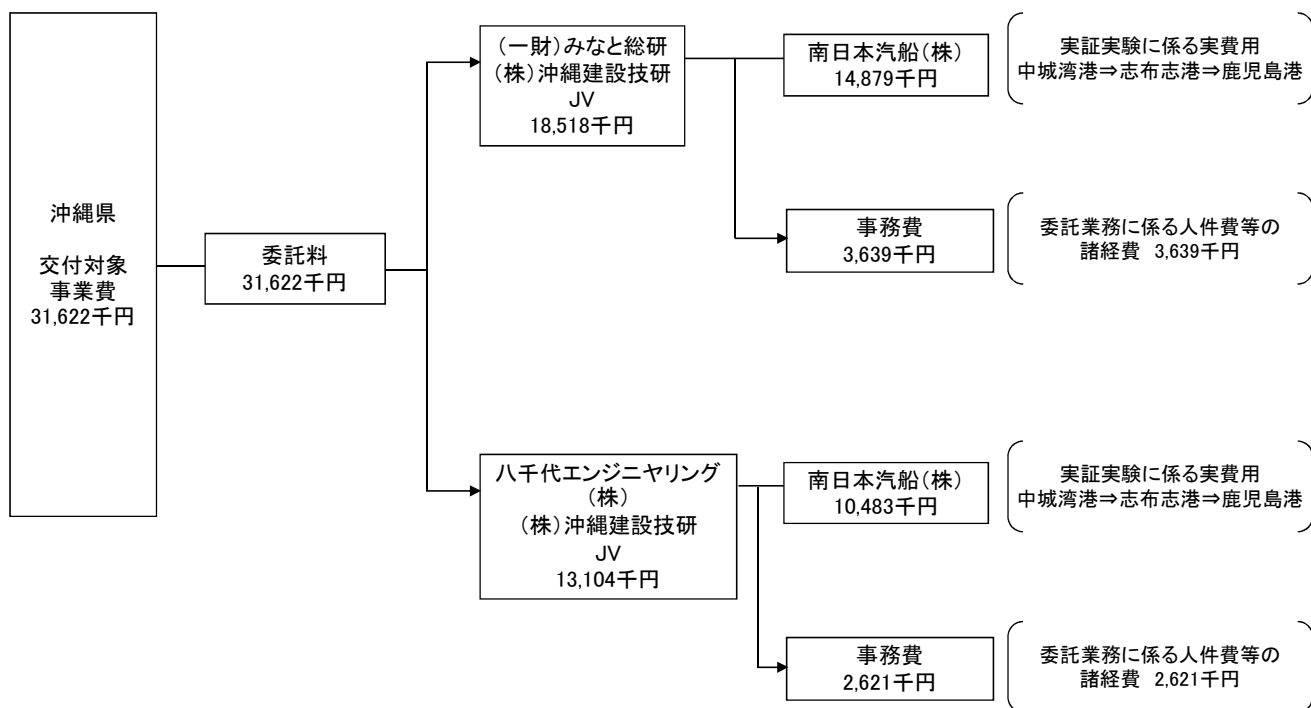 沖縄県
交付対象
事業費
31,622千円
委託料
31,622千円
(一財)みなと総研
(株)沖縄建設技研
JV
18,518千円
南日本汽船(株)
14,879千円
実証実験に係る実費用
中城湾港⇒志布志港⇒鹿児島港
事務費
3,639千円
委託業務に係る人件費等の
諸経費 3,639千円
八千代エンジニヤリング
(株)
(株)沖縄建設技研
JV
13,104千円
南日本汽船(株)
10,483千円
実証実験に係る実費用
中城湾港⇒志布志港⇒鹿児島港
事務費
2,621千円
委託業務に係る人件費等の
諸経費 2,621千円